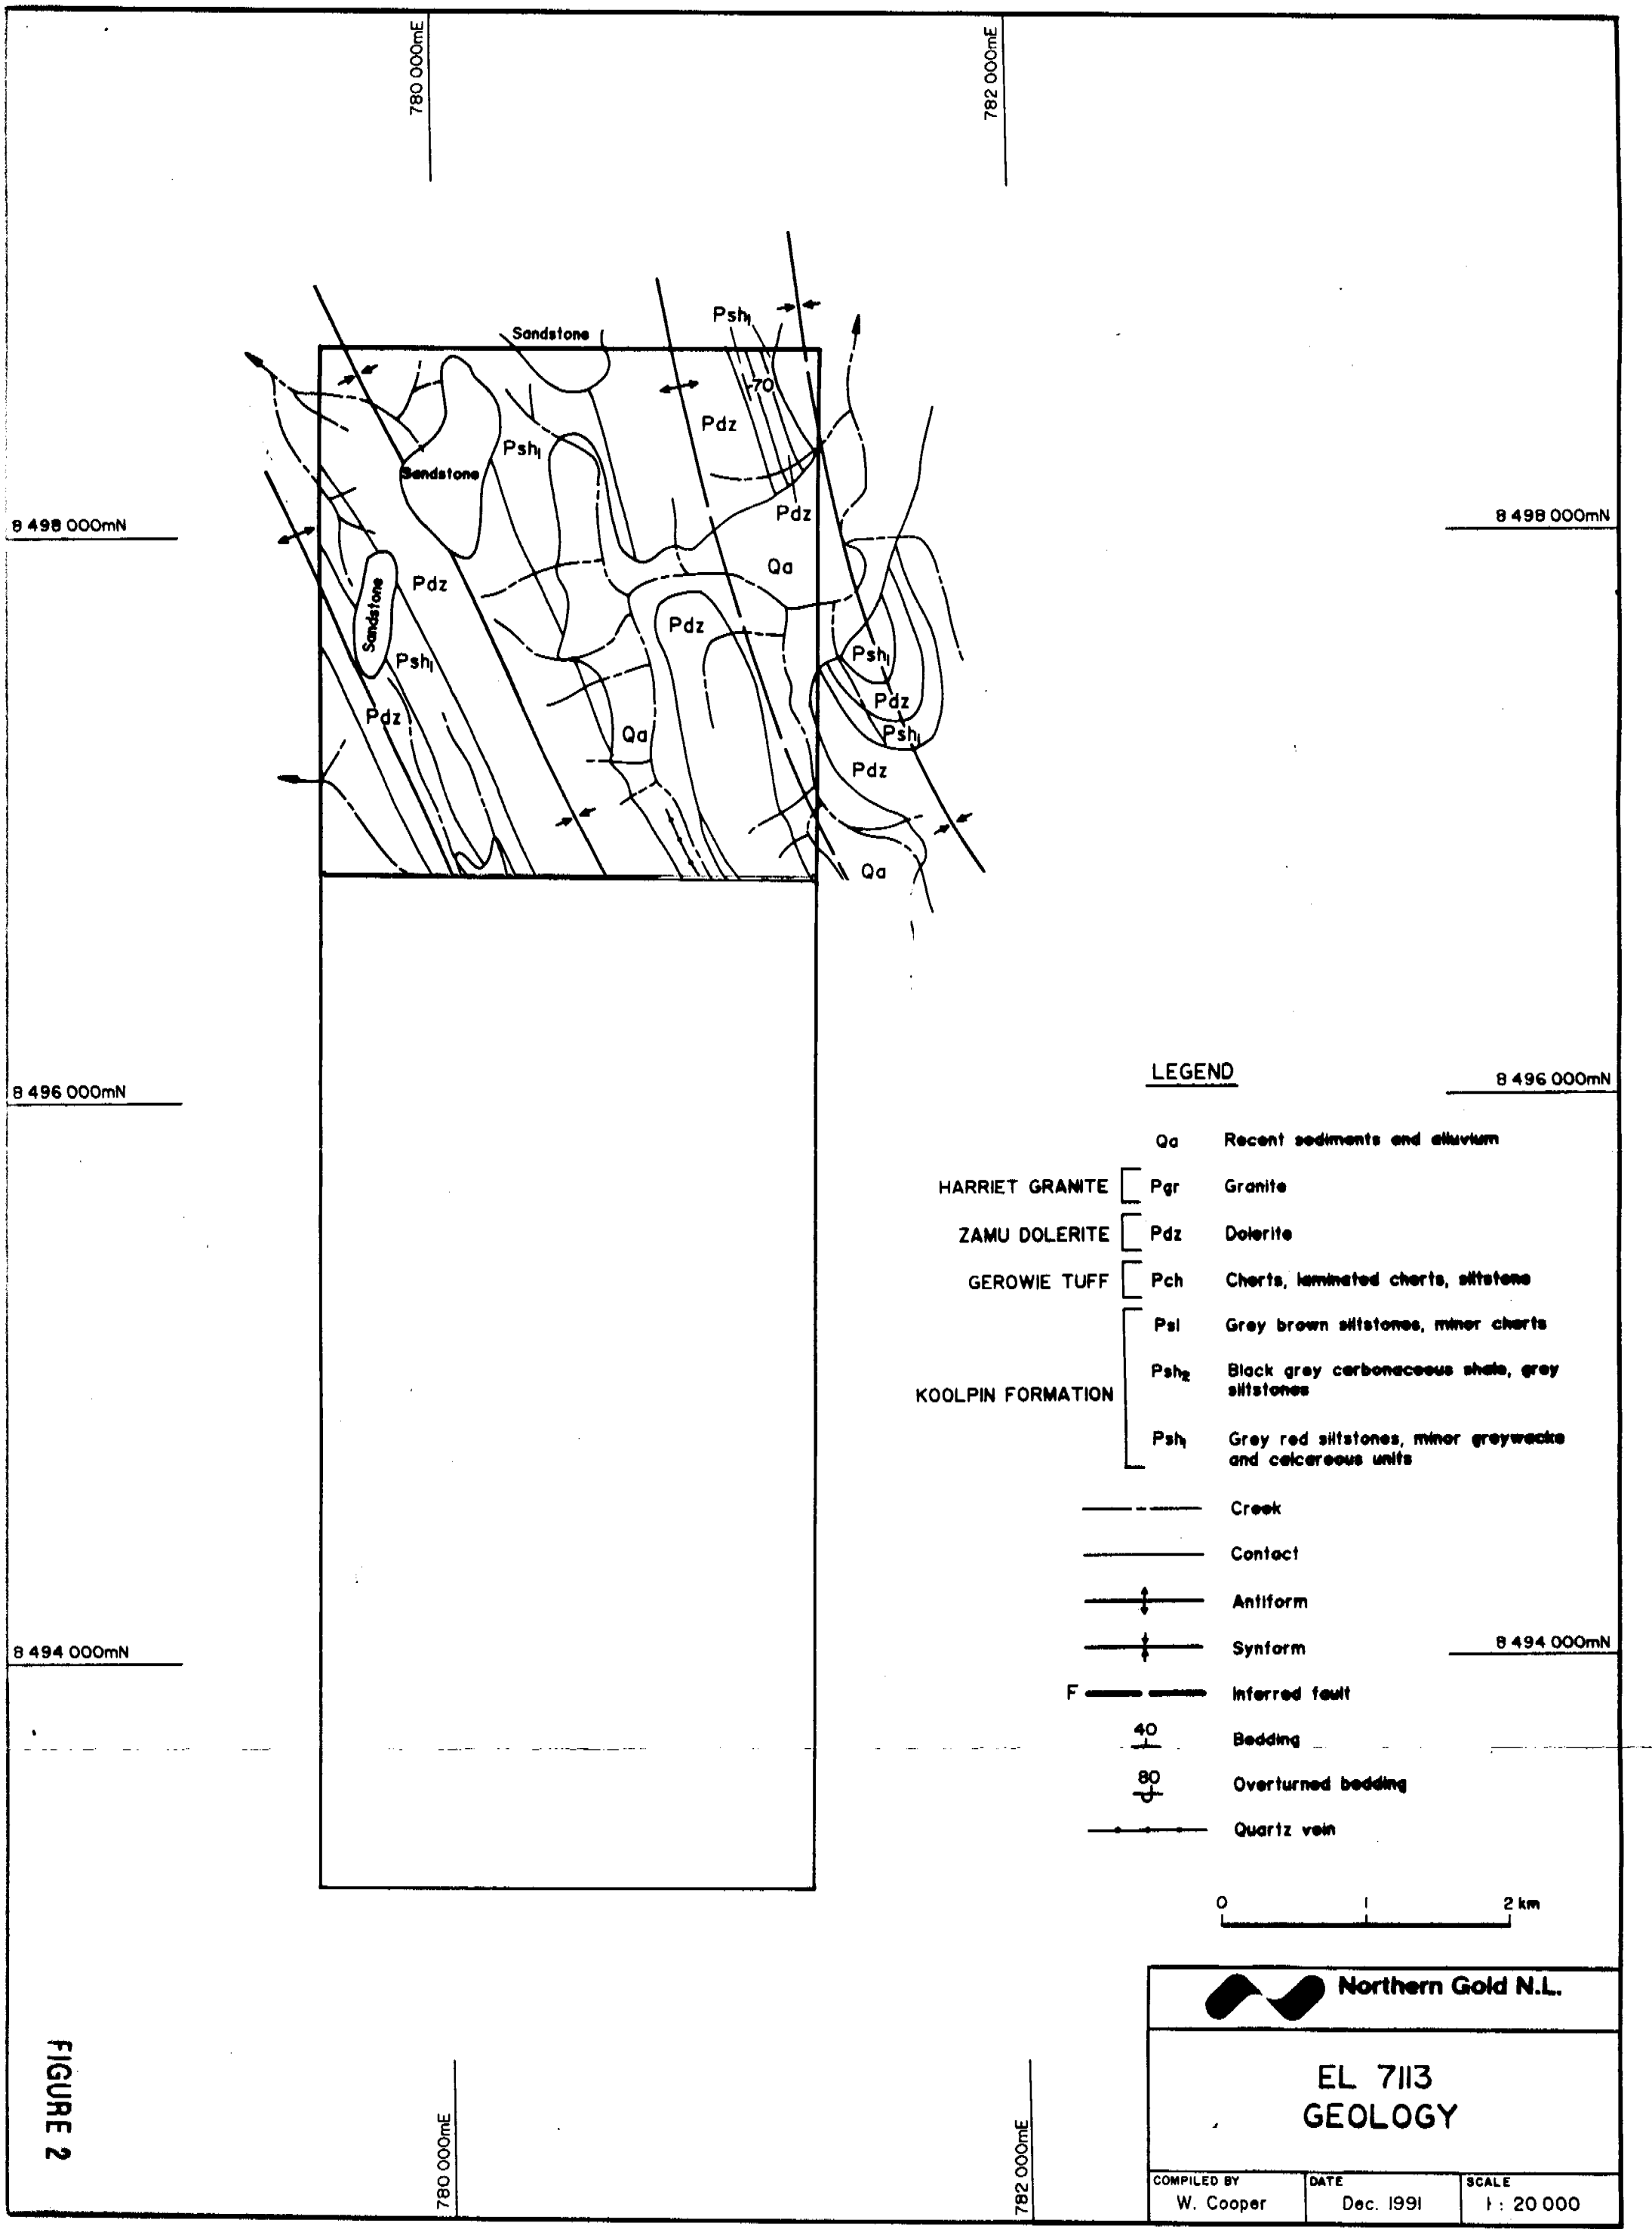 780 000mE
782 000mE
Psh1
Sandstone
70
Pdz
Psh1
Sandstone
8 498 000mN
8 498 000mN
Pdz
Qa
Pdz
Sandstone
Pdz
Psh1
Psh1
Pdz
Pdz
Psh1
Qa
Pdz
Qa
LEGEND
8 496 000mN
8 496 000mN
Qa Recent sediments and alluvium
HARRIET GRANITE Pgr Granite
ZAMU DOLERITE Pdz Dolerite
GEROWIE TUFF Pch Cherts, laminated cherts, siltstone
Psl Grey brown siltstones, minor cherts
Psh2 Black grey carbonaceous shale, grey
siltstones
KOOLPIN FORMATION
Psh1 Grey red siltstones, minor greywacke
and calcareous units
Creek
Contact
Antiform
8 494 000mN
Synform
8 494 000mN
F Inferred fault
40 Bedding
80 Overturned bedding
Quartz vein
0 1 2 km
Northern Gold N.L.
EL 7113
GEOLOGY
COMPILED BY
W. Cooper
DATE
Dec. 1991
SCALE
1 : 20 000
FIGURE 2
780 000mE
782 000mE